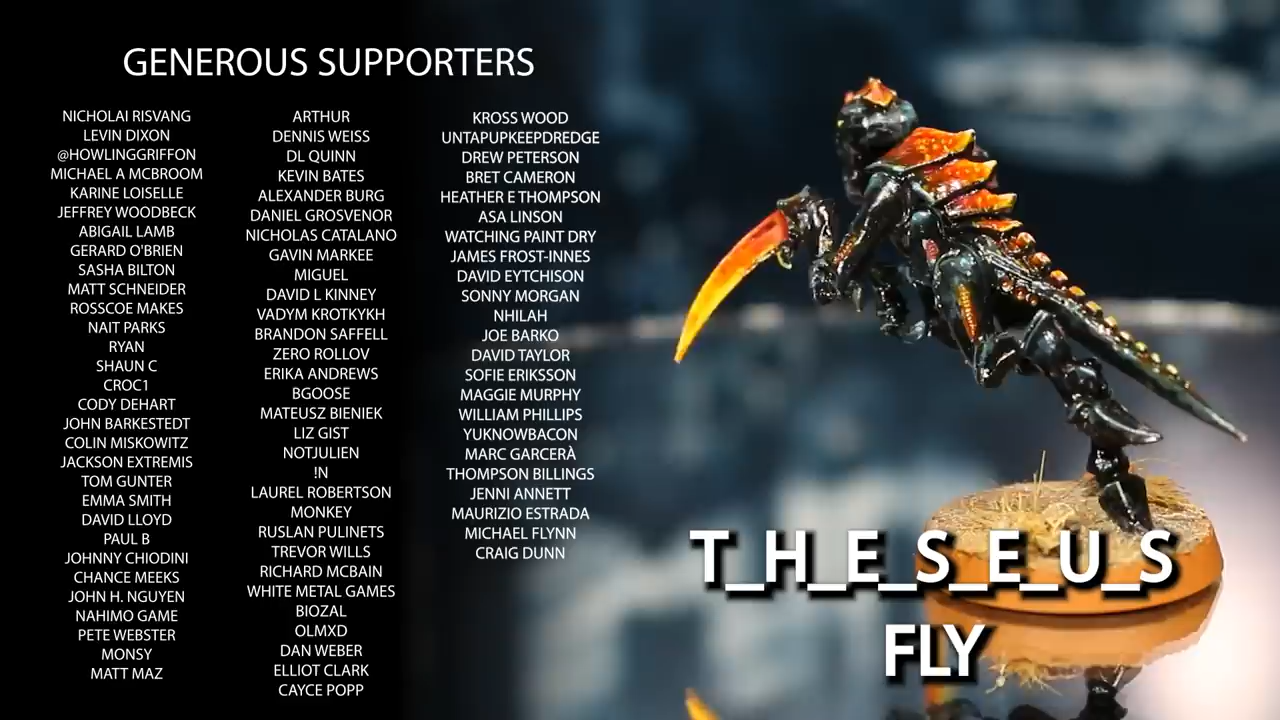 GENEROUS SUPPORTERS
NICHOLAI RISVANG
LEVIN DIXON
@HOWLINGGRIFFON
MICHAEL A MCBROOM
KARINE LOISELLE
JEFFREY WOODBECK
ABIGAIL LAMB
GERARD O'BRIEN
SASHA BILTON
MATT SCHNEIDER
ROSSCOE MAKES
NAIT PARKS
RYAN
SHAUN C
CROC1
CODY DEHART
JOHN BARKESTEDT
COLIN MISKOWITZ
JACKSON EXTREMIS
TOM GUNTER
EMMA SMITH
DAVID LLOYD
PAUL B
JOHNNY CHIODINI
CHANCE MEEKS
JOHN H. NGUYEN
NAHIMO GAME
PETE WEBSTER
MONSY
MATT MAZ
ARTHUR
DENNIS WEISS
DL QUINN
KEVIN BATES
ALEXANDER BURG
DANIEL GROSVENOR
NICHOLAS CATALANO
GAVIN MARKEE
MIGUEL
DAVID L KINNEY
VADYM KROTKYKH
BRANDON SAFFELL
ZERO ROLLOV
ERIKA ANDREWS
BGOOSE
MATEUSZ BIENIEK
LIZ GIST
NOTJULIEN
!N
LAUREL ROBERTSON
MONKEY
RUSLAN PULINETS
TREVOR WILLS
RICHARD MCBAIN
WHITE METAL GAMES
BIOZAL
OLMXD
DAN WEBER
ELLIOT CLARK
CAYCE POPP
KROSS WOOD
UNTAPUPKEEPDREDGE
DREW PETERSON
BRET CAMERON
HEATHER E THOMPSON
ASA LINSON
WATCHING PAINT DRY
JAMES FROST-INNES
DAVID EYTCHISON
SONNY MORGAN
NHILAH
JOE BARKO
DAVID TAYLOR
SOFIE ERIKSSON
MAGGIE MURPHY
WILLIAM PHILLIPS
YUKNOWBACON
MARC GARCERÀ
THOMPSON BILLINGS
JENNI ANNETT
MAURIZIO ESTRADA
MICHAEL FLYNN
CRAIG DUNN
T_H_E_S_E_U_S
FLY